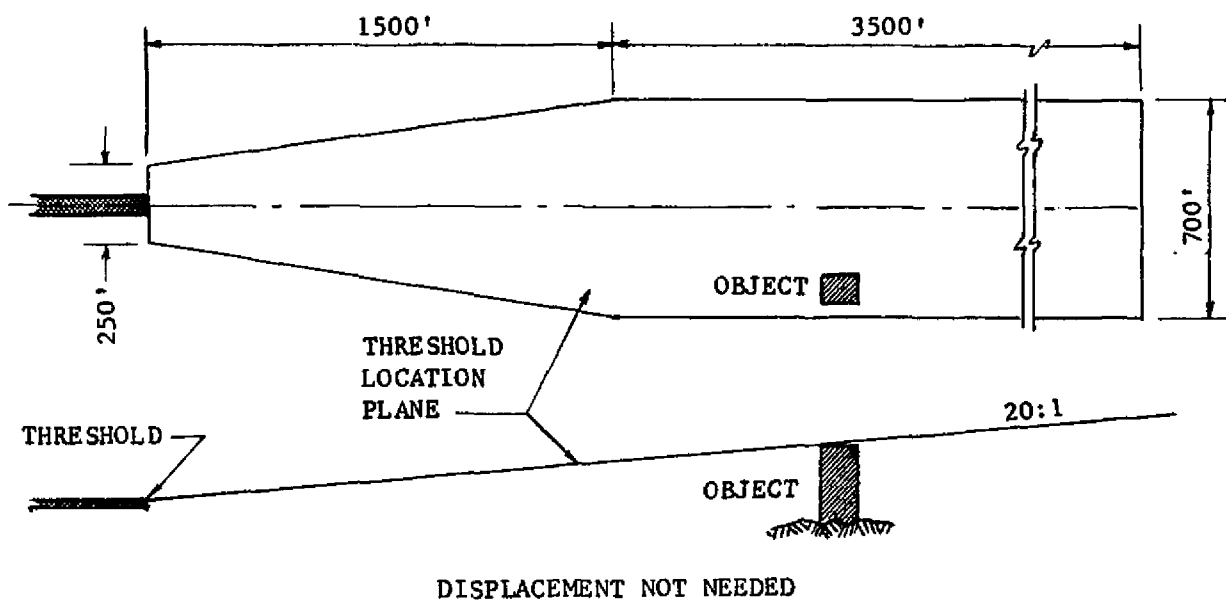 1500'
3500'
250'
700'
OBJECT
THRESHOLD
LOCATION
PLANE
20:1
THRESHOLD
OBJECT
DISPLACEMENT NOT NEEDED